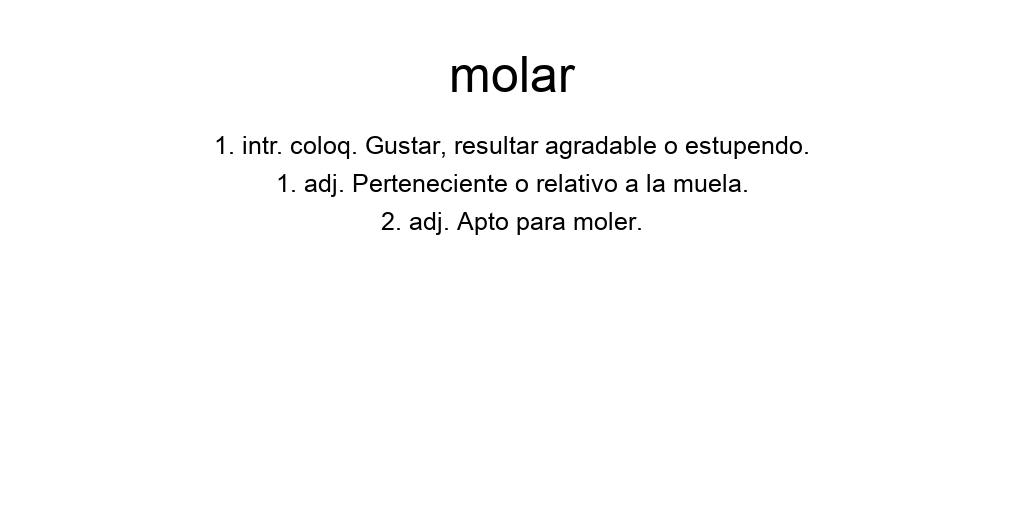 molar
1. intr. coloq. Gustar, resultar agradable o estupendo.
1. adj. Perteneciente o relativo a la muela.
2. adj. Apto para moler.